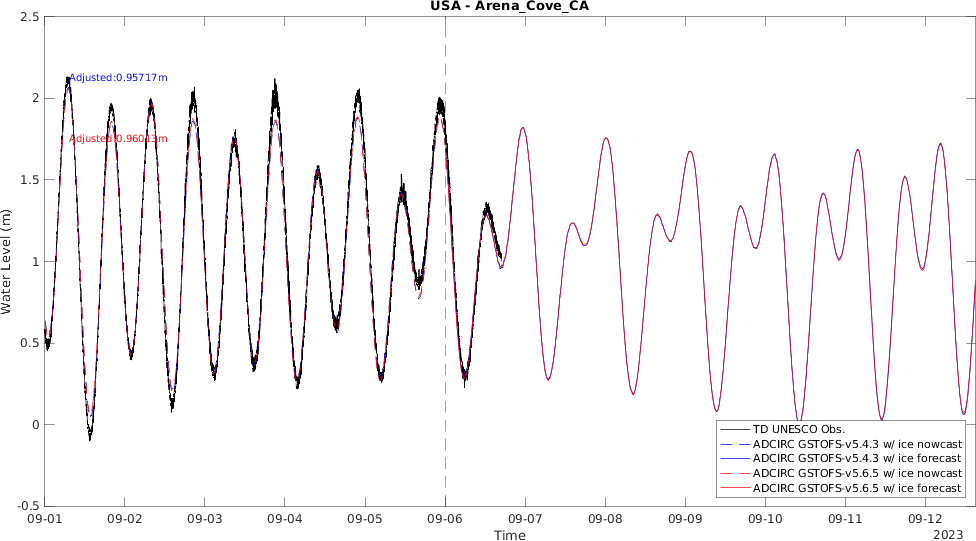 USA - Arena_Cove_CA
2.5
2
1.5
1
0.5
0
-0.5
Water Level (m)
Adjusted:0.95717m
Adjusted:0.96013m
TD UNESCO Obs.
ADCIRC GSTOFS-v5.4.3 w/ ice nowcast
ADCIRC GSTOFS-v5.4.3 w/ ice forecast
ADCIRC GSTOFS-v5.6.5 w/ ice nowcast
ADCIRC GSTOFS-v5.6.5 w/ ice forecast
09-01 09-02 09-03 09-04 09-05 09-06 09-07 09-08 09-09 09-10 09-11 09-12
Time
2023